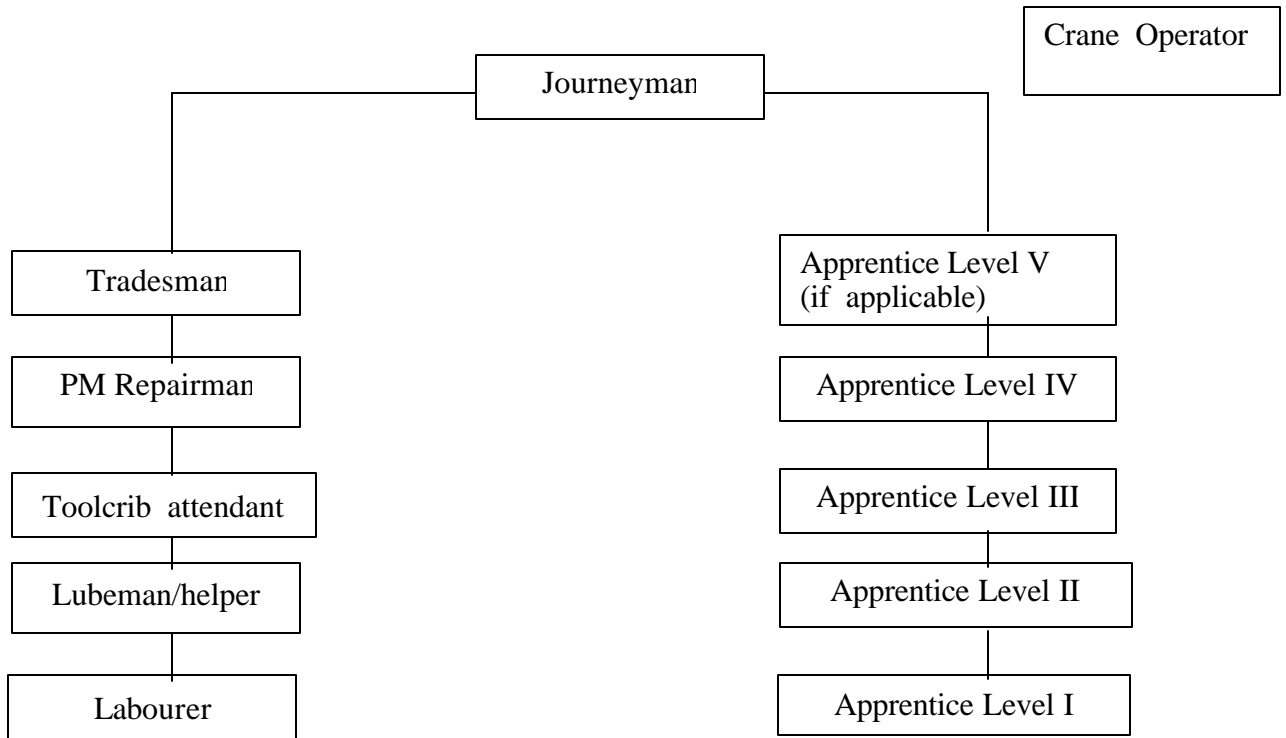 Crane Operator
Journeyman
Tradesman
PM Repairman
Toolcrib attendant
Lubeman/helper
Labourer
Apprentice Level V
(if applicable)
Apprentice Level IV
Apprentice Level III
Apprentice Level II
Apprentice Level I